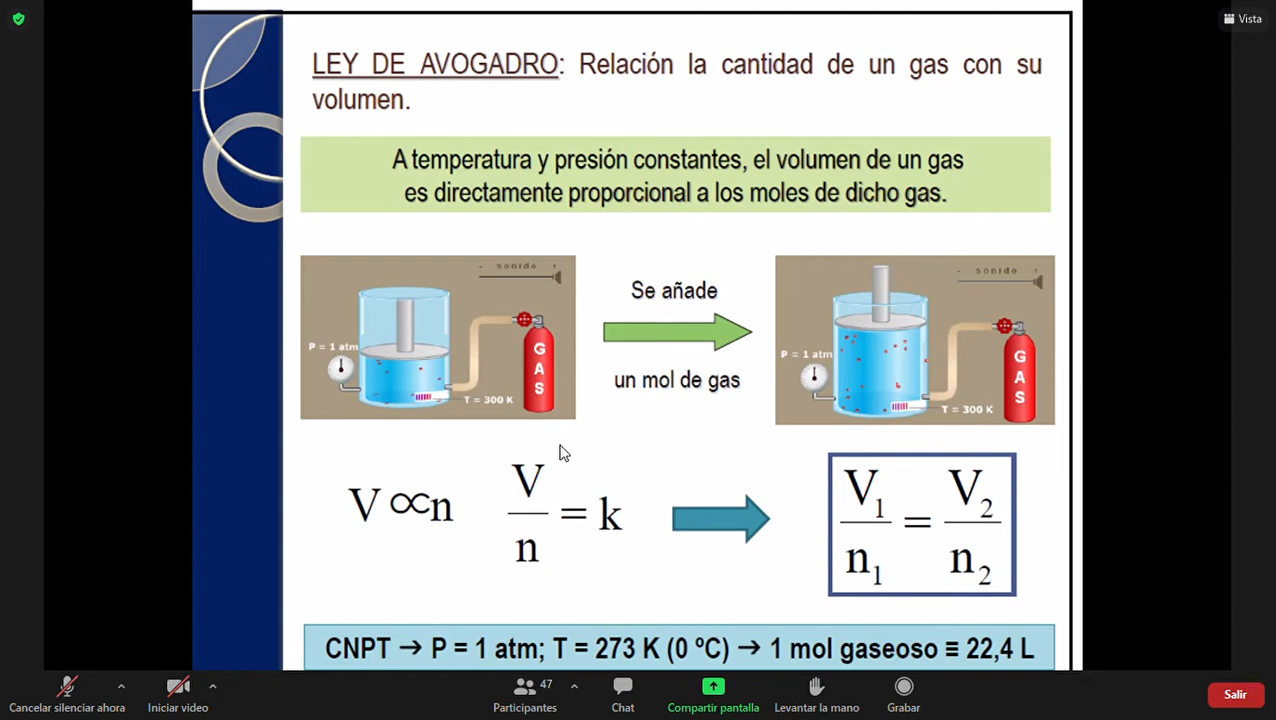 Vista
LEY DE AVOGADRO: Relación la cantidad de un gas con su
volumen.
A temperatura y presión constantes, el volumen de un gas
es directamente proporcional a los moles de dicho gas.
- sonido +
P = 1 atm
GAS
T = 300 K
Se añade
un mol de gas
- sonido +
P = 1 atm
GAS
T = 300 K
V ∝ n
V/n = k
V₁/n₁ = V₂/n₂
CNPT → P = 1 atm; T = 273 K (0 ºC) → 1 mol gaseoso ≡ 22,4 L
Cancelar silenciar ahora
Iniciar video
47
Participantes
Chat
Compartir pantalla
Levantar la mano
Grabar
Salir